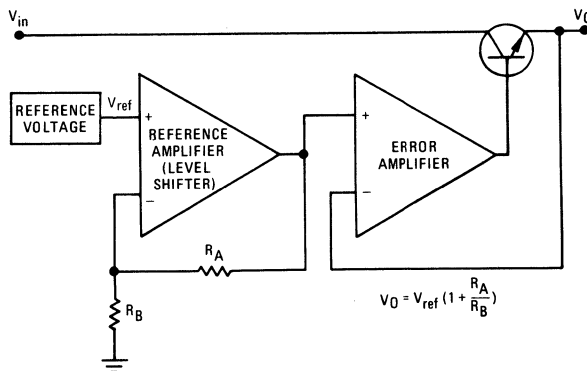 Vin
VO
REFERENCE
VOLTAGE
Vref
+
REFERENCE
AMPLIFIER
(LEVEL
SHIFTER)
−
+
ERROR
AMPLIFIER
−
RA
RB
VO = Vref (1 + RA/RB)